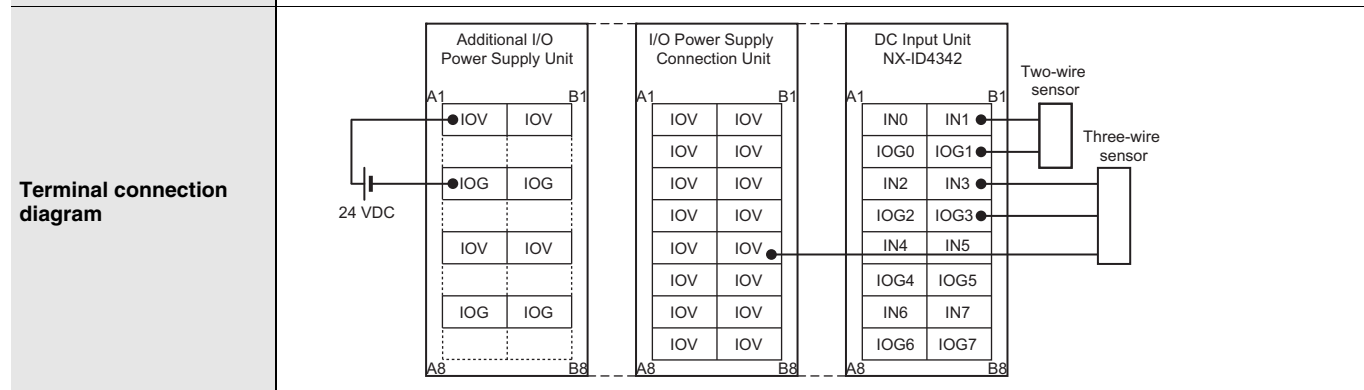 Terminal connection
diagram
Additional I/O
Power Supply Unit
I/O Power Supply
Connection Unit
DC Input Unit
NX-ID4342
Two-wire
sensor
Three-wire
sensor
24 VDC
A1 B1
IOV IOV
IOG IOG
IOV IOV
IOG IOG
A8 B8
A1 B1
IOV IOV
IOV IOV
IOV IOV
IOV IOV
IOV IOV
IOV IOV
IOV IOV
IOV IOV
A8 B8
A1 B1
IN0 IN1
IOG0 IOG1
IN2 IN3
IOG2 IOG3
IN4 IN5
IOG4 IOG5
IN6 IN7
IOG6 IOG7
A8 B8